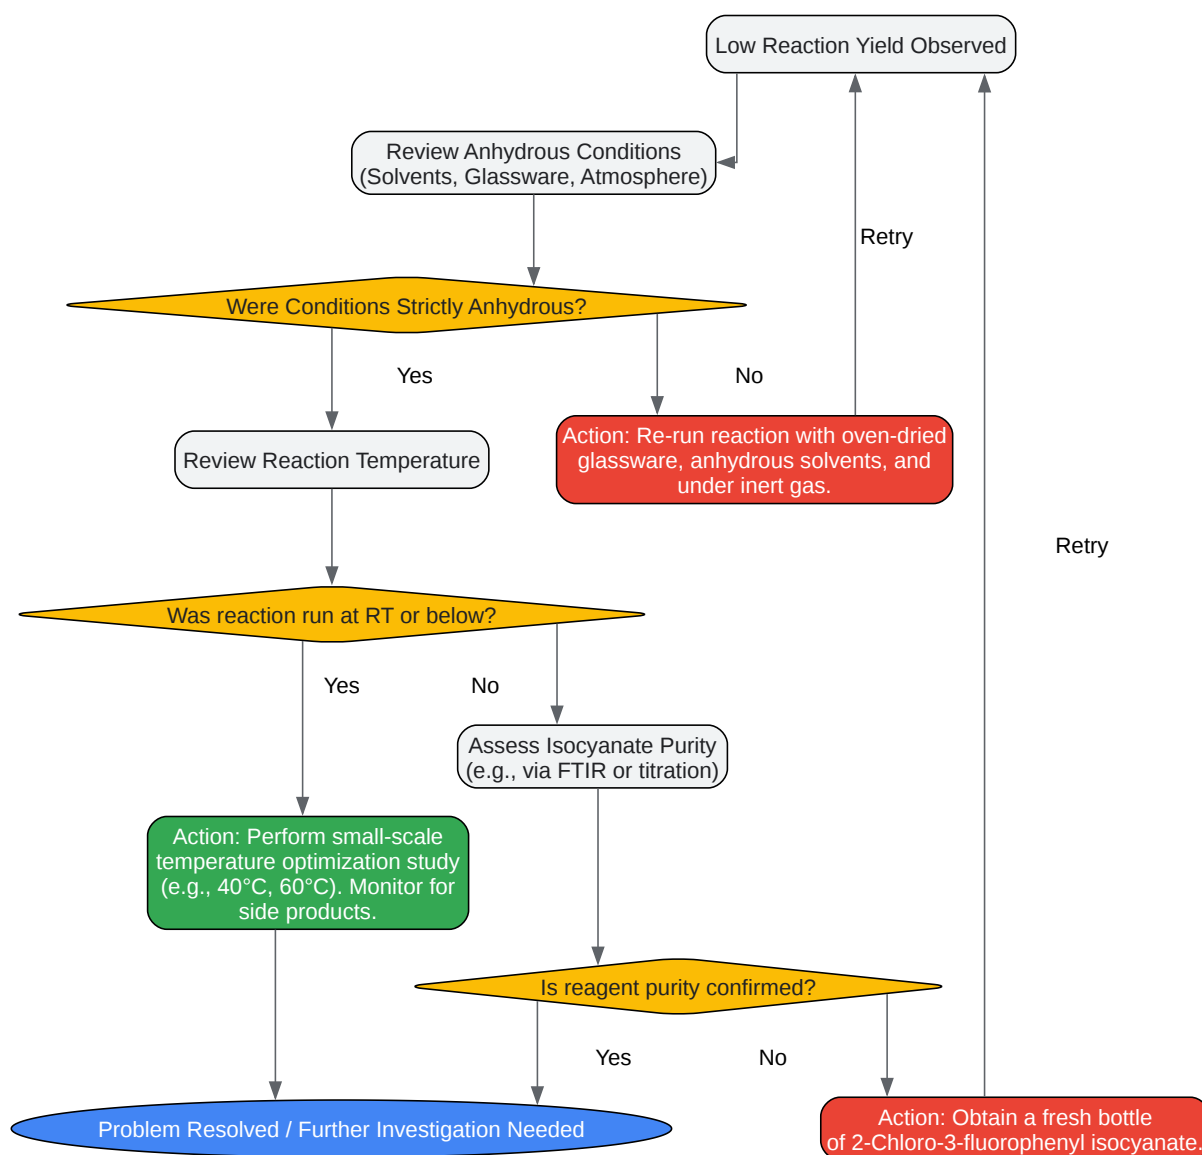 Low Reaction Yield Observed
Review Anhydrous Conditions
(Solvents, Glassware, Atmosphere)
Retry
Were Conditions Strictly Anhydrous?
Yes
No
Review Reaction Temperature
Action: Re-run reaction with oven-dried
glassware, anhydrous solvents, and
under inert gas.
Retry
Was reaction run at RT or below?
Yes
No
Assess Isocyanate Purity
(e.g., via FTIR or titration)
Action: Perform small-scale
temperature optimization study
(e.g., 40°C, 60°C). Monitor for
side products.
Is reagent purity confirmed?
Yes
No
Problem Resolved / Further Investigation Needed
Action: Obtain a fresh bottle
of 2-Chloro-3-fluorophenyl isocyanate.